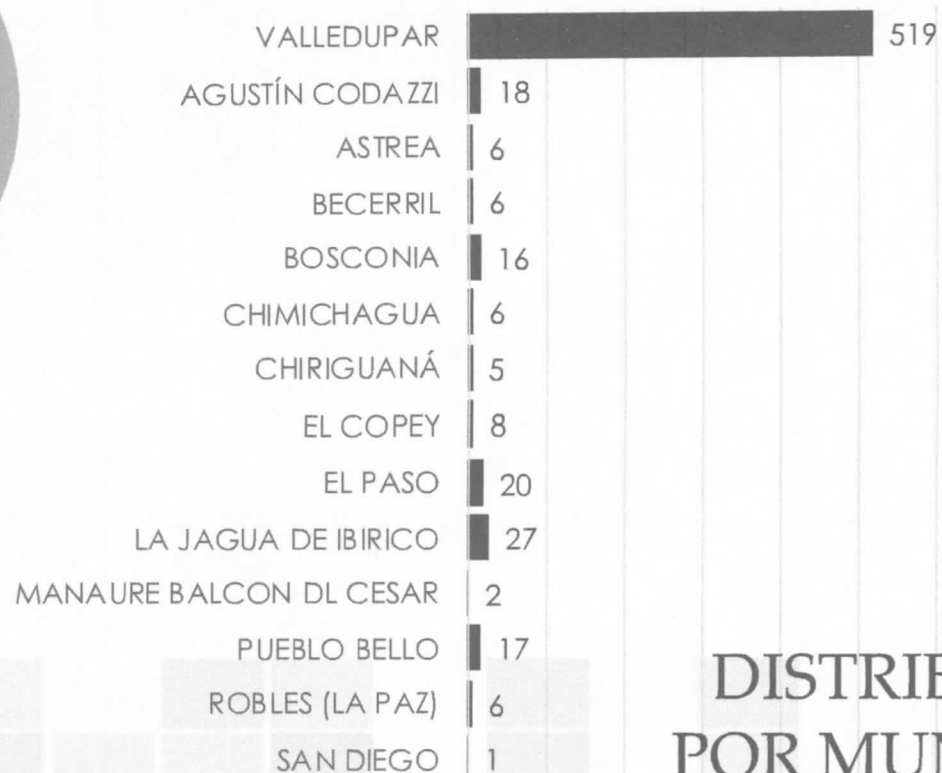 VALLEDUPAR 519
AGUSTÍN CODAZZI 18
ASTREA 6
BECERRIL 6
BOSCONIA 16
CHIMICHAGUA 6
CHIRIGUANÁ 5
EL COPEY 8
EL PASO 20
LA JAGUA DE IBIRICO 27
MANAURE BALCON DL CESAR 2
PUEBLO BELLO 17
ROBLES (LA PAZ) 6
SAN DIEGO 1
POR